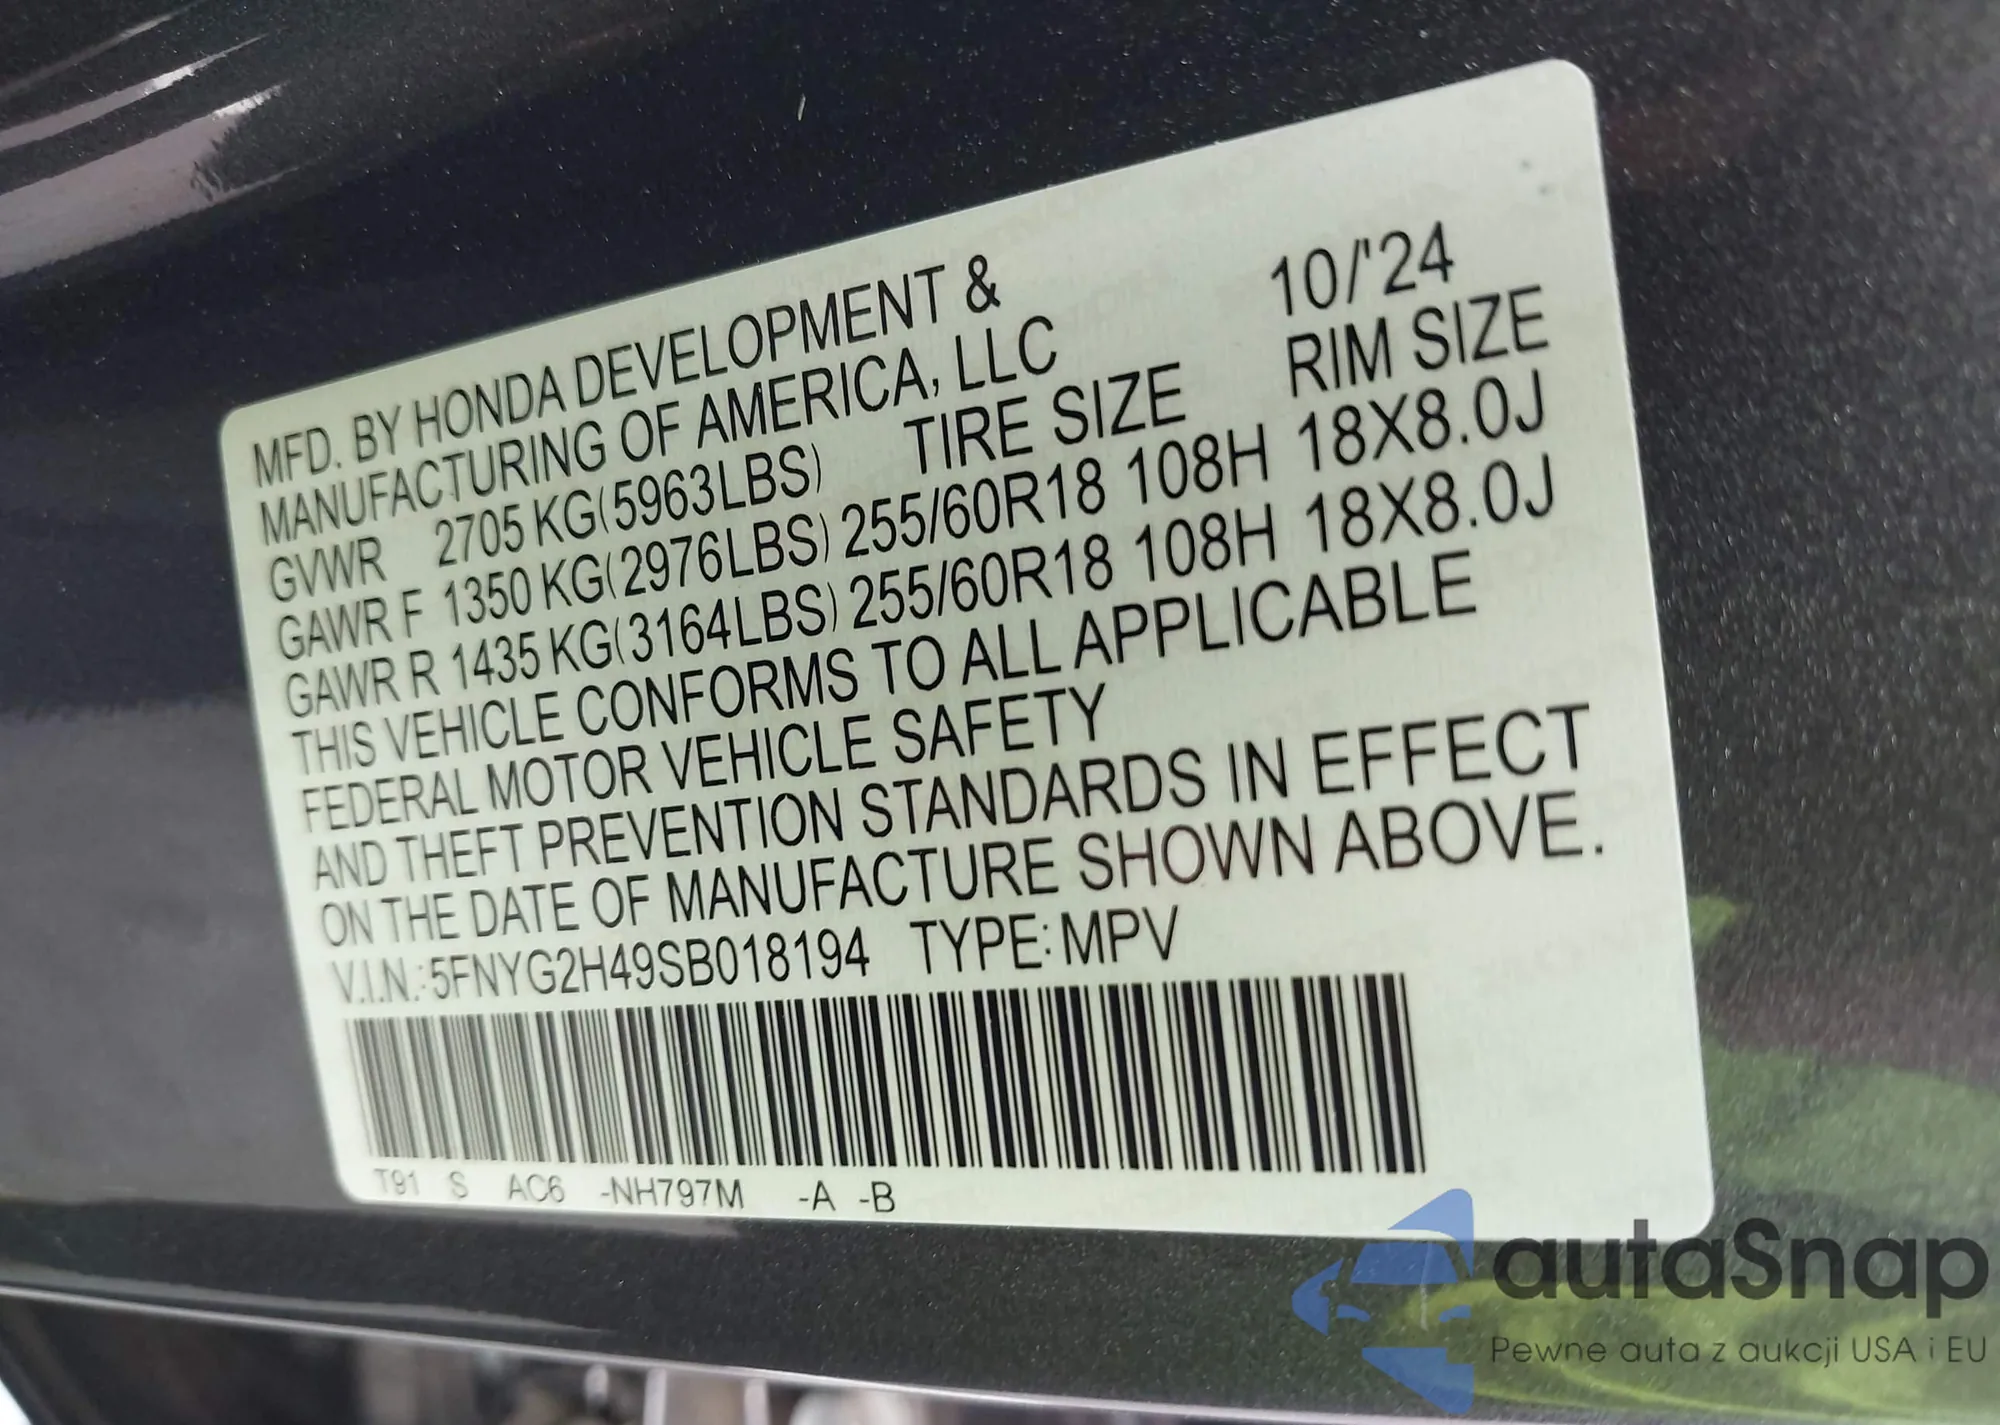 MFD. BY HONDA DEVELOPMENT &
MANUFACTURING OF AMERICA, LLC 10/'24
GVWR 2705 KG(5963LBS) TIRE SIZE RIM SIZE
GAWR F 1350 KG(2976LBS) 255/60R18 108H 18X8.0J
GAWR R 1435 KG(3164LBS) 255/60R18 108H 18X8.0J
THIS VEHICLE CONFORMS TO ALL APPLICABLE
FEDERAL MOTOR VEHICLE SAFETY
AND THEFT PREVENTION STANDARDS IN EFFECT
ON THE DATE OF MANUFACTURE SHOWN ABOVE.
V.I.N.:5FNYG2H49SB018194 TYPE:MPV
T91 S AC6 -NH797M -A -B
autaSnap
Pewne auta z aukcji USA i EU